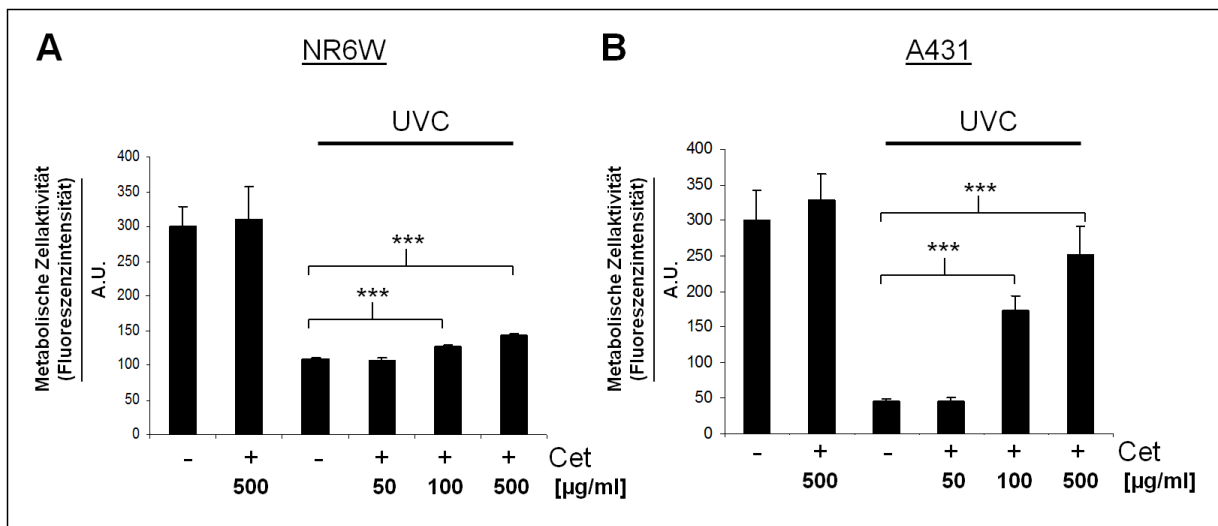 A
NR6W
UVC
Metabolische Zellaktivität
(Fluoreszenzintensität)
A.U.
400
350
300
250
200
150
100
50
0
***
***
- + - + + + Cet
500 50 100 500 [µg/ml]
B
A431
UVC
Metabolische Zellaktivität
(Fluoreszenzintensität)
A.U.
400
350
300
250
200
150
100
50
0
***
***
- + - + + + Cet
500 50 100 500 [µg/ml]